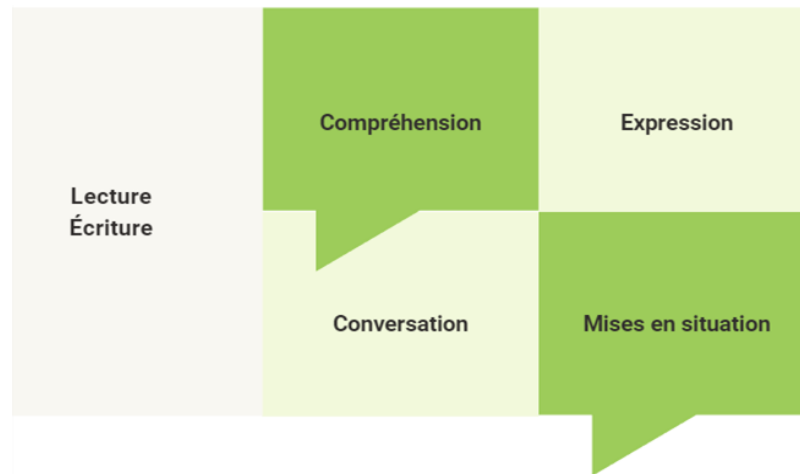 Lecture
Écriture
Compréhension
Expression
Conversation
Mises en situation